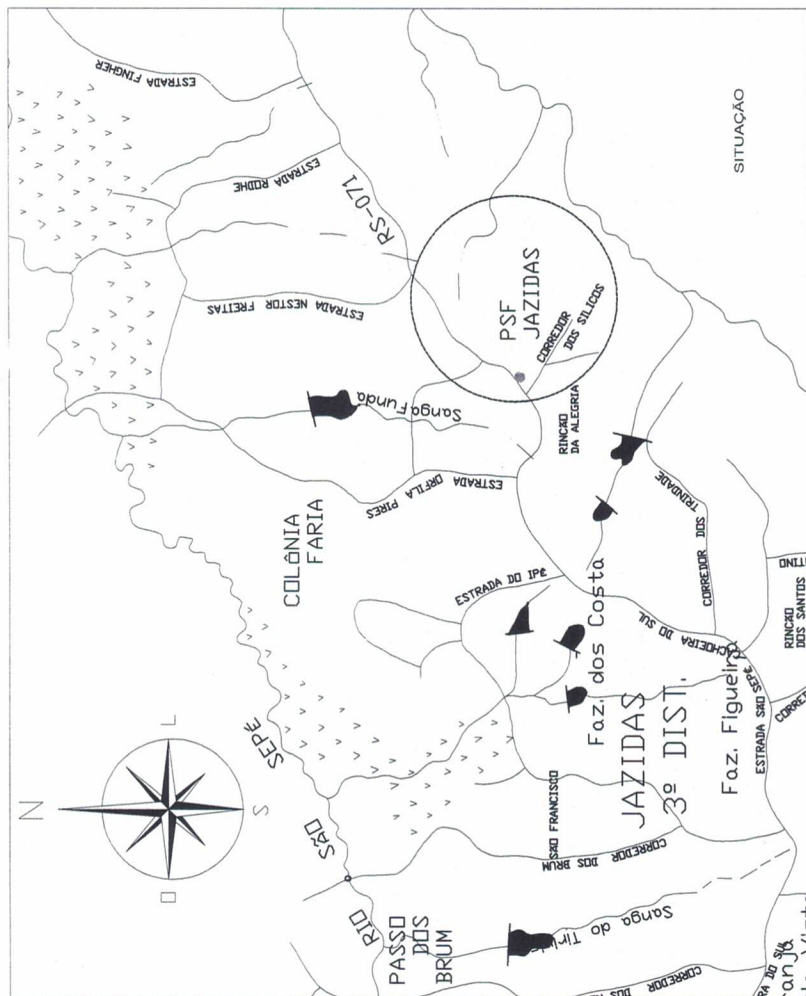 ESTRADA FINGHER
ESTRADA RODHE
RS-071
ESTRADA NESTOR FREITAS
SITUAÇÃO
PSF
JAZIDAS
CORREDOR
DOS SILICOS
Sanga Funda
RINCÃO
DA ALEGRIA
ESTRADA ORFILA PIRES
COLÔNIA
FARIA
TRINDADE
CORREDOR DOS
ESTRADA DO IPÊ
Faz. dos Costa
CACHOEIRA DO SUL
RINCÃO
DOS SANTOS
JAZIDAS
3º DIST.
Faz. Figueira
ESTRADA SÃO SEPÉ
N
L
S
O
RIO SÃO SEPÉ
SÃO FRANCISCO
CORREDOR DOS BRUM
PASSO
DOS
BRUM
Sanga do
CORREDOR DOS